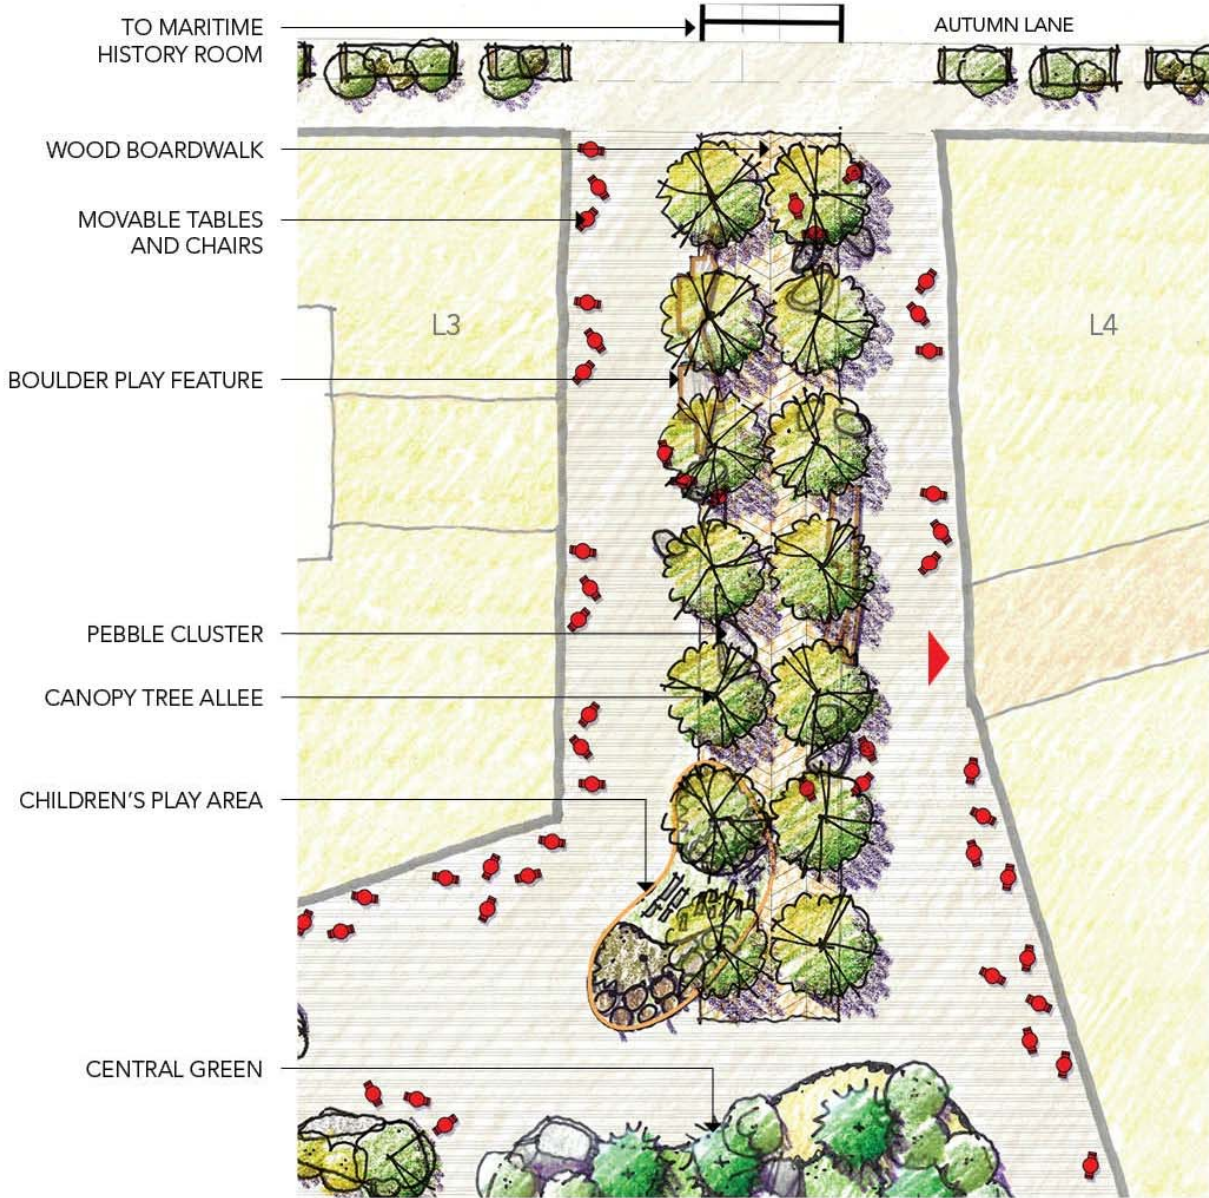 TO MARITIME
HISTORY ROOM
AUTUMN LANE
WOOD BOARDWALK
MOVABLE TABLES
AND CHAIRS
L3
L4
BOULDER PLAY FEATURE
PEBBLE CLUSTER
CANOPY TREE ALLEE
CHILDREN'S PLAY AREA
CENTRAL GREEN